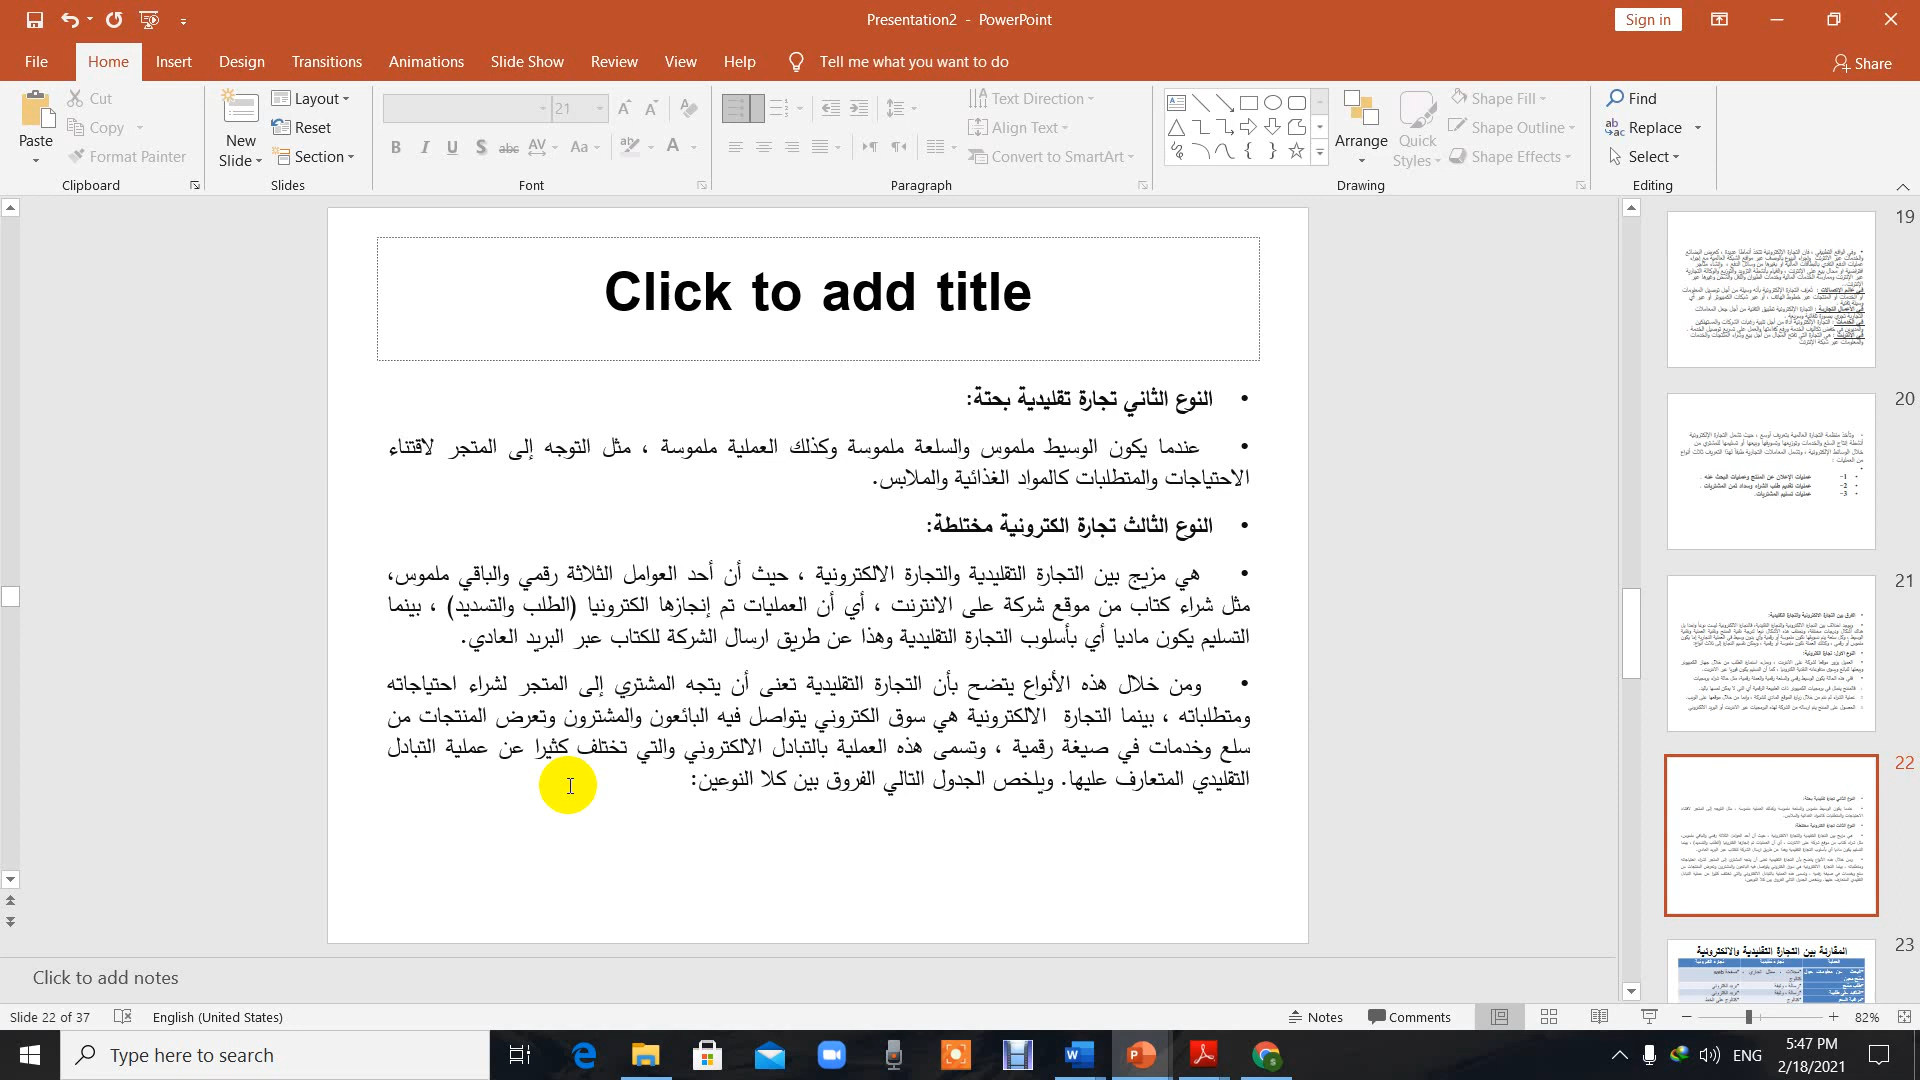 Presentation2 - PowerPoint
Sign in
File
Home
Insert
Design
Transitions
Animations
Slide Show
Review
View
Help
Tell me what you want to do
Share
Paste
Cut
Copy
Format Painter
Clipboard
New Slide
Layout
Reset
Section
Slides
21
Font
Text Direction
Align Text
Convert to SmartArt
Paragraph
Arrange
Quick Styles
Shape Fill
Shape Outline
Shape Effects
Drawing
Find
Replace
Select
Editing
Click to add title
• النوع الثاني تجارة تقليدية بحتة:
• عندما يكون الوسيط ملموس والسلعة ملموسة وكذلك العملية ملموسة ، مثل التوجه إلى المتجر لاقتناء
الاحتياجات والمتطلبات كالمواد الغذائية والملابس.
• النوع الثالث تجارة الكترونية مختلطة:
• هي مزيج بين التجارة التقليدية والتجارة الالكترونية ، حيث أن أحد العوامل الثلاثة رقمي والباقي ملموس،
مثل شراء كتاب من موقع شركة على الانترنت ، أي أن العمليات تم إنجازها الكترونيا (الطلب والتسديد) ، بينما
التسليم يكون ماديا أي بأسلوب التجارة التقليدية وهذا عن طريق ارسال الشركة للكتاب عبر البريد العادي.
• ومن خلال هذه الأنواع يتضح بأن التجارة التقليدية تعنى أن يتجه المشتري إلى المتجر لشراء احتياجاته
ومتطلباته ، بينما التجارة الالكترونية هي سوق الكتروني يتواصل فيه البائعون والمشترون وتعرض المنتجات من
سلع وخدمات في صيغة رقمية ، وتسمى هذه العملية بالتبادل الالكتروني والتي تختلف كثيرا عن عملية التبادل
التقليدي المتعارف عليها. ويلخص الجدول التالي الفروق بين كلا النوعين:
19
20
21
22
23
المقارنة بين التجارة التقليدية والالكترونية
Click to add notes
Slide 22 of 37
English (United States)
Notes
Comments
82%
Type here to search
ENG
5:47 PM
2/18/2021